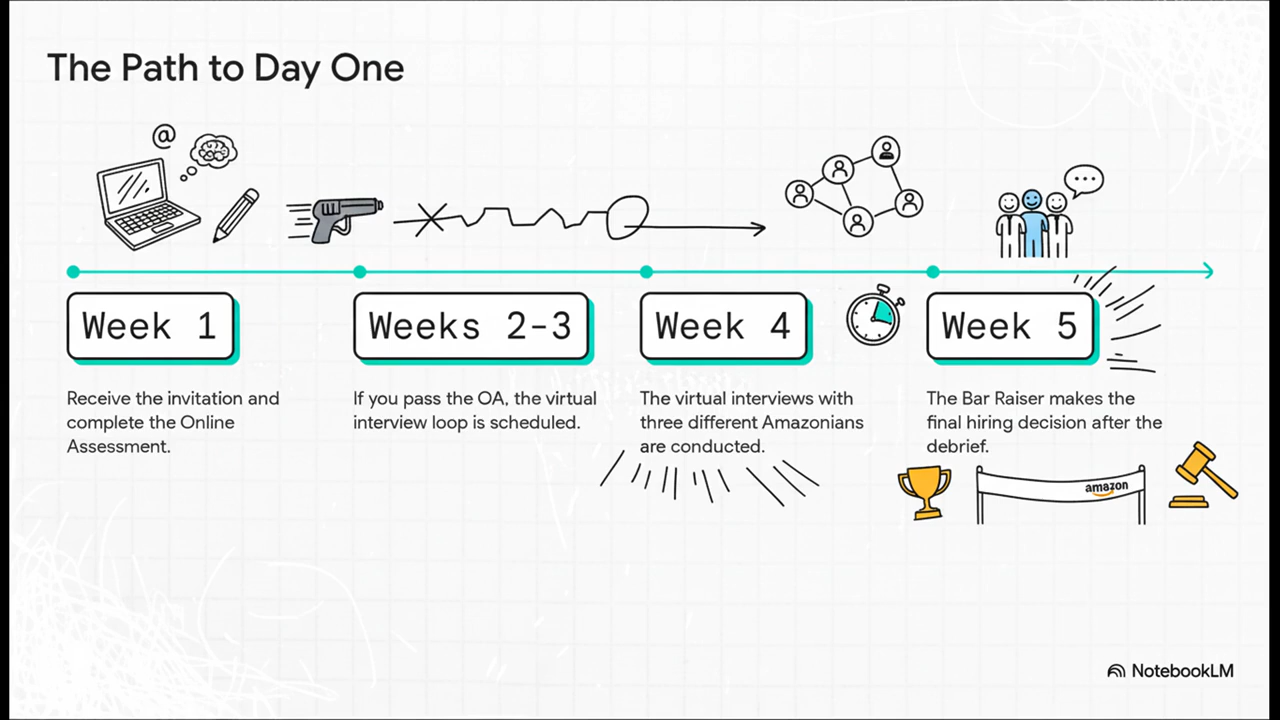 The Path to Day One
@
Week 1
Receive the invitation and
complete the Online
Assessment.
Weeks 2-3
If you pass the OA, the virtual
interview loop is scheduled.
Week 4
The virtual interviews with
three different Amazonians
are conducted.
Week 5
The Bar Raiser makes the
final hiring decision after the
debrief.
amazon
NotebookLM